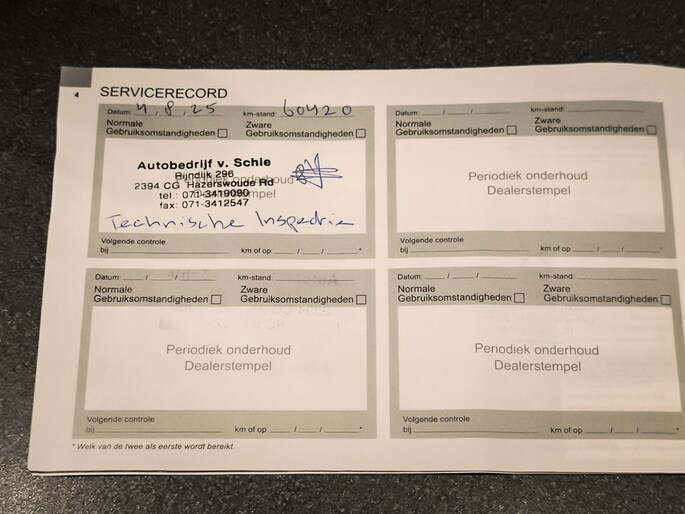 4
SERVICERECORD
Datum: 4, 8, 25 km-stand: 60420
Normale Gebruiksomstandigheden
Zware Gebruiksomstandigheden
Periodiek onderhoud
Dealerstempel
Autobedrijf v. Schie
Rijndijk 296
2394 CG Hazerswoude Rd
tel.: 071-3419090
fax: 071-3412547
Technische Inspectie
Volgende controle
bij km of op / / *
Datum: / / km-stand:
Normale Gebruiksomstandigheden
Zware Gebruiksomstandigheden
Periodiek onderhoud
Dealerstempel
Volgende controle
bij km of op / / *
Datum: / / km-stand:
Normale Gebruiksomstandigheden
Zware Gebruiksomstandigheden
Periodiek onderhoud
Dealerstempel
Volgende controle
bij km of op / / *
Datum: / / km-stand:
Normale Gebruiksomstandigheden
Zware Gebruiksomstandigheden
Periodiek onderhoud
Dealerstempel
Volgende controle
bij km of op / / *
* Welk van de twee als eerste wordt bereikt.